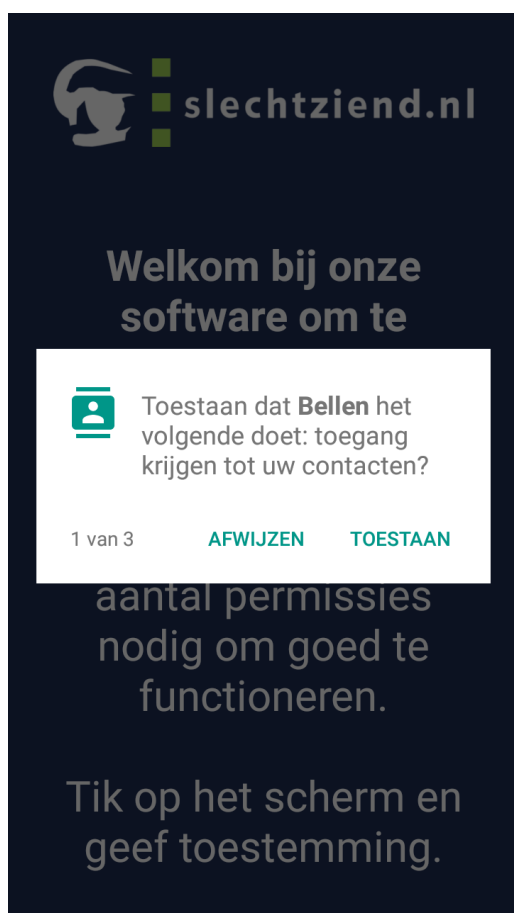 slechtziend.nl
Welkom bij onze
software om te
Toestaan dat Bellen het
volgende doet: toegang
krijgen tot uw contacten?
1 van 3 AFWIJZEN TOESTAAN
aantal permissies
nodig om goed te
functioneren.
Tik op het scherm en
geef toestemming.